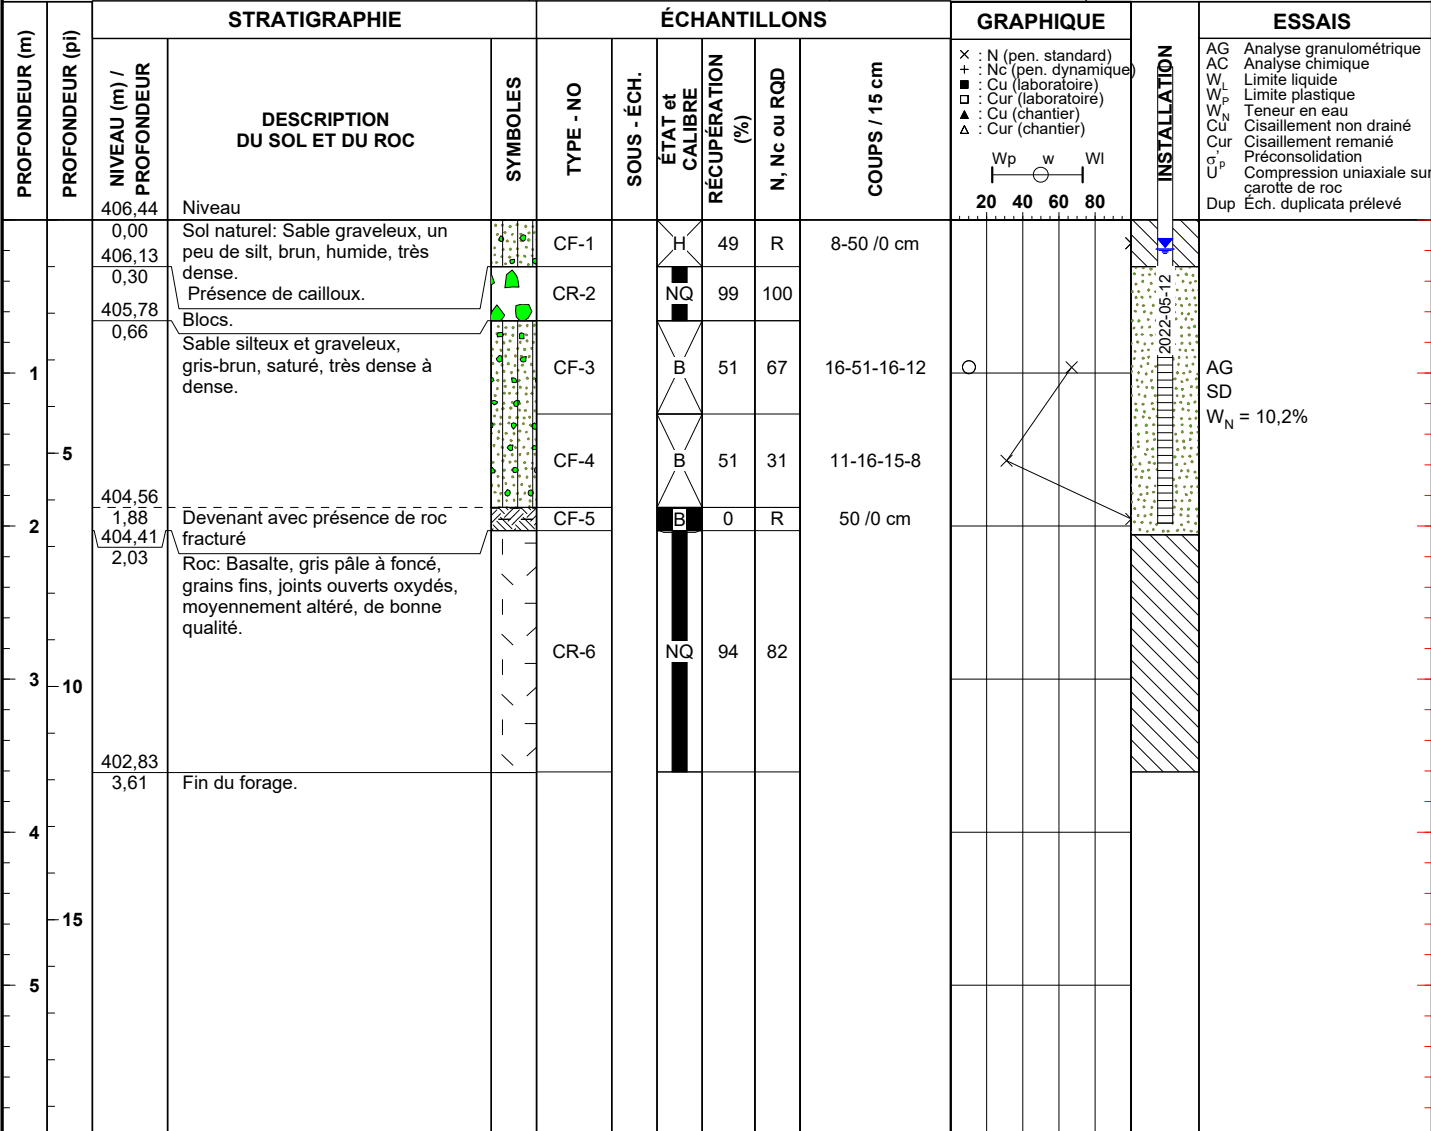 STRATIGRAPHIE
ÉCHANTILLONS
GRAPHIQUE
ESSAIS
PROFONDEUR (m)
PROFONDEUR (pi)
NIVEAU (m) /
PROFONDEUR
DESCRIPTION
DU SOL ET DU ROC
SYMBOLES
TYPE - NO
SOUS - ÉCH.
ÉTAT et
CALIBRE
RÉCUPÉRATION
(%)
N, Nc ou RQD
COUPS / 15 cm
× : N (pen. standard)
+ : Nc (pen. dynamique)
■ : Cu (laboratoire)
□ : Cur (laboratoire)
▲ : Cu (chantier)
△ : Cur (chantier)
Wp w Wl
20 40 60 80
INSTALLATION
AG Analyse granulométrique
AC Analyse chimique
W_L Limite liquide
W_P Limite plastique
W_N Teneur en eau
Cu Cisaillement non drainé
Cur Cisaillement remanié
σ'_p Préconsolidation
U Compression uniaxiale sur
carotte de roc
Dup Éch. duplicata prélevé
406,44 Niveau
0,00 Sol naturel: Sable graveleux, un
406,13 peu de silt, brun, humide, très
0,30 dense.
Présence de cailloux.
CF-1 H 49 R 8-50 /0 cm
CR-2 NQ 99 100
405,78 Blocs.
0,66 Sable silteux et graveleux,
gris-brun, saturé, très dense à
dense.
CF-3 B 51 67 16-51-16-12
2022-05-12
AG
SD
W_N = 10,2%
CF-4 B 51 31 11-16-15-8
404,56
1,88 Devenant avec présence de roc
404,41 fracturé
CF-5 B 0 R 50 /0 cm
2,03 Roc: Basalte, gris pâle à foncé,
grains fins, joints ouverts oxydés,
moyennement altéré, de bonne
qualité.
CR-6 NQ 94 82
402,83
3,61 Fin du forage.
1
2
3
4
5
5
10
15